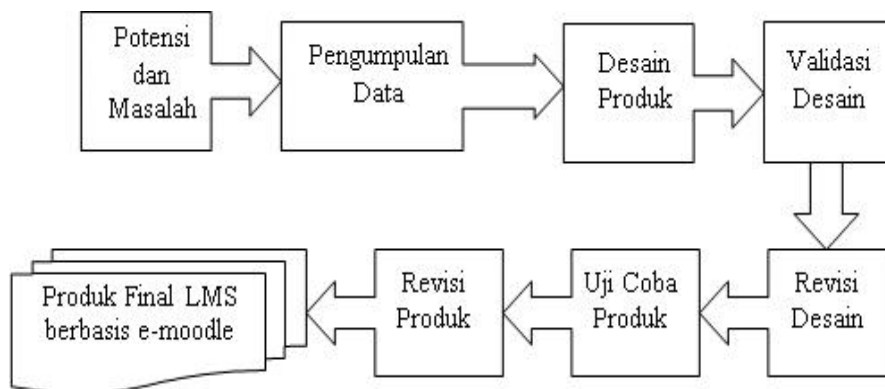 Potensi
dan
Masalah
Pengumpulan
Data
Desain
Produk
Validasi
Desain
Revisi
Desain
Uji Coba
Produk
Revisi
Produk
Produk Final LMS
berbasis e-moodle